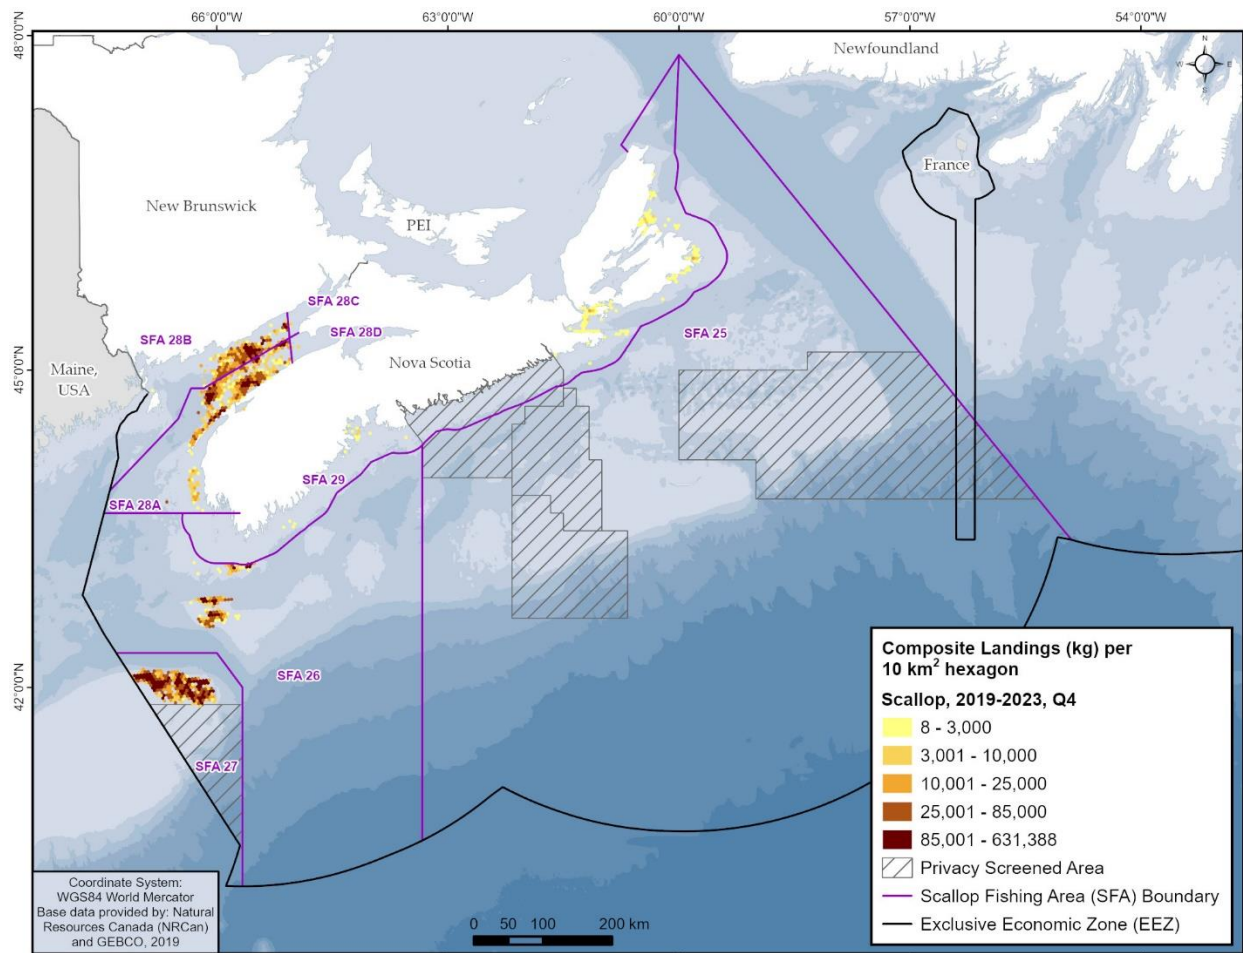 66°0'0"W
63°0'0"W
60°0'0"W
57°0'0"W
54°0'0"W
48°0'0"N
Newfoundland
N
W
E
S
France
New Brunswick
PEI
SFA 28C
SFA 28B
SFA 28D
SFA 25
Maine,
USA
45°0'0"N
Nova Scotia
SFA 29
SFA 28A
SFA 26
42°0'0"N
SFA 27
Composite Landings (kg) per
10 km² hexagon
Scallop, 2019-2023, Q4
8 - 3,000
3,001 - 10,000
10,001 - 25,000
25,001 - 85,000
85,001 - 631,388
Privacy Screened Area
Scallop Fishing Area (SFA) Boundary
Exclusive Economic Zone (EEZ)
Coordinate System:
WGS84 World Mercator
Base data provided by: Natural
Resources Canada (NRCan)
and GEBCO, 2019
0 50 100 200 km